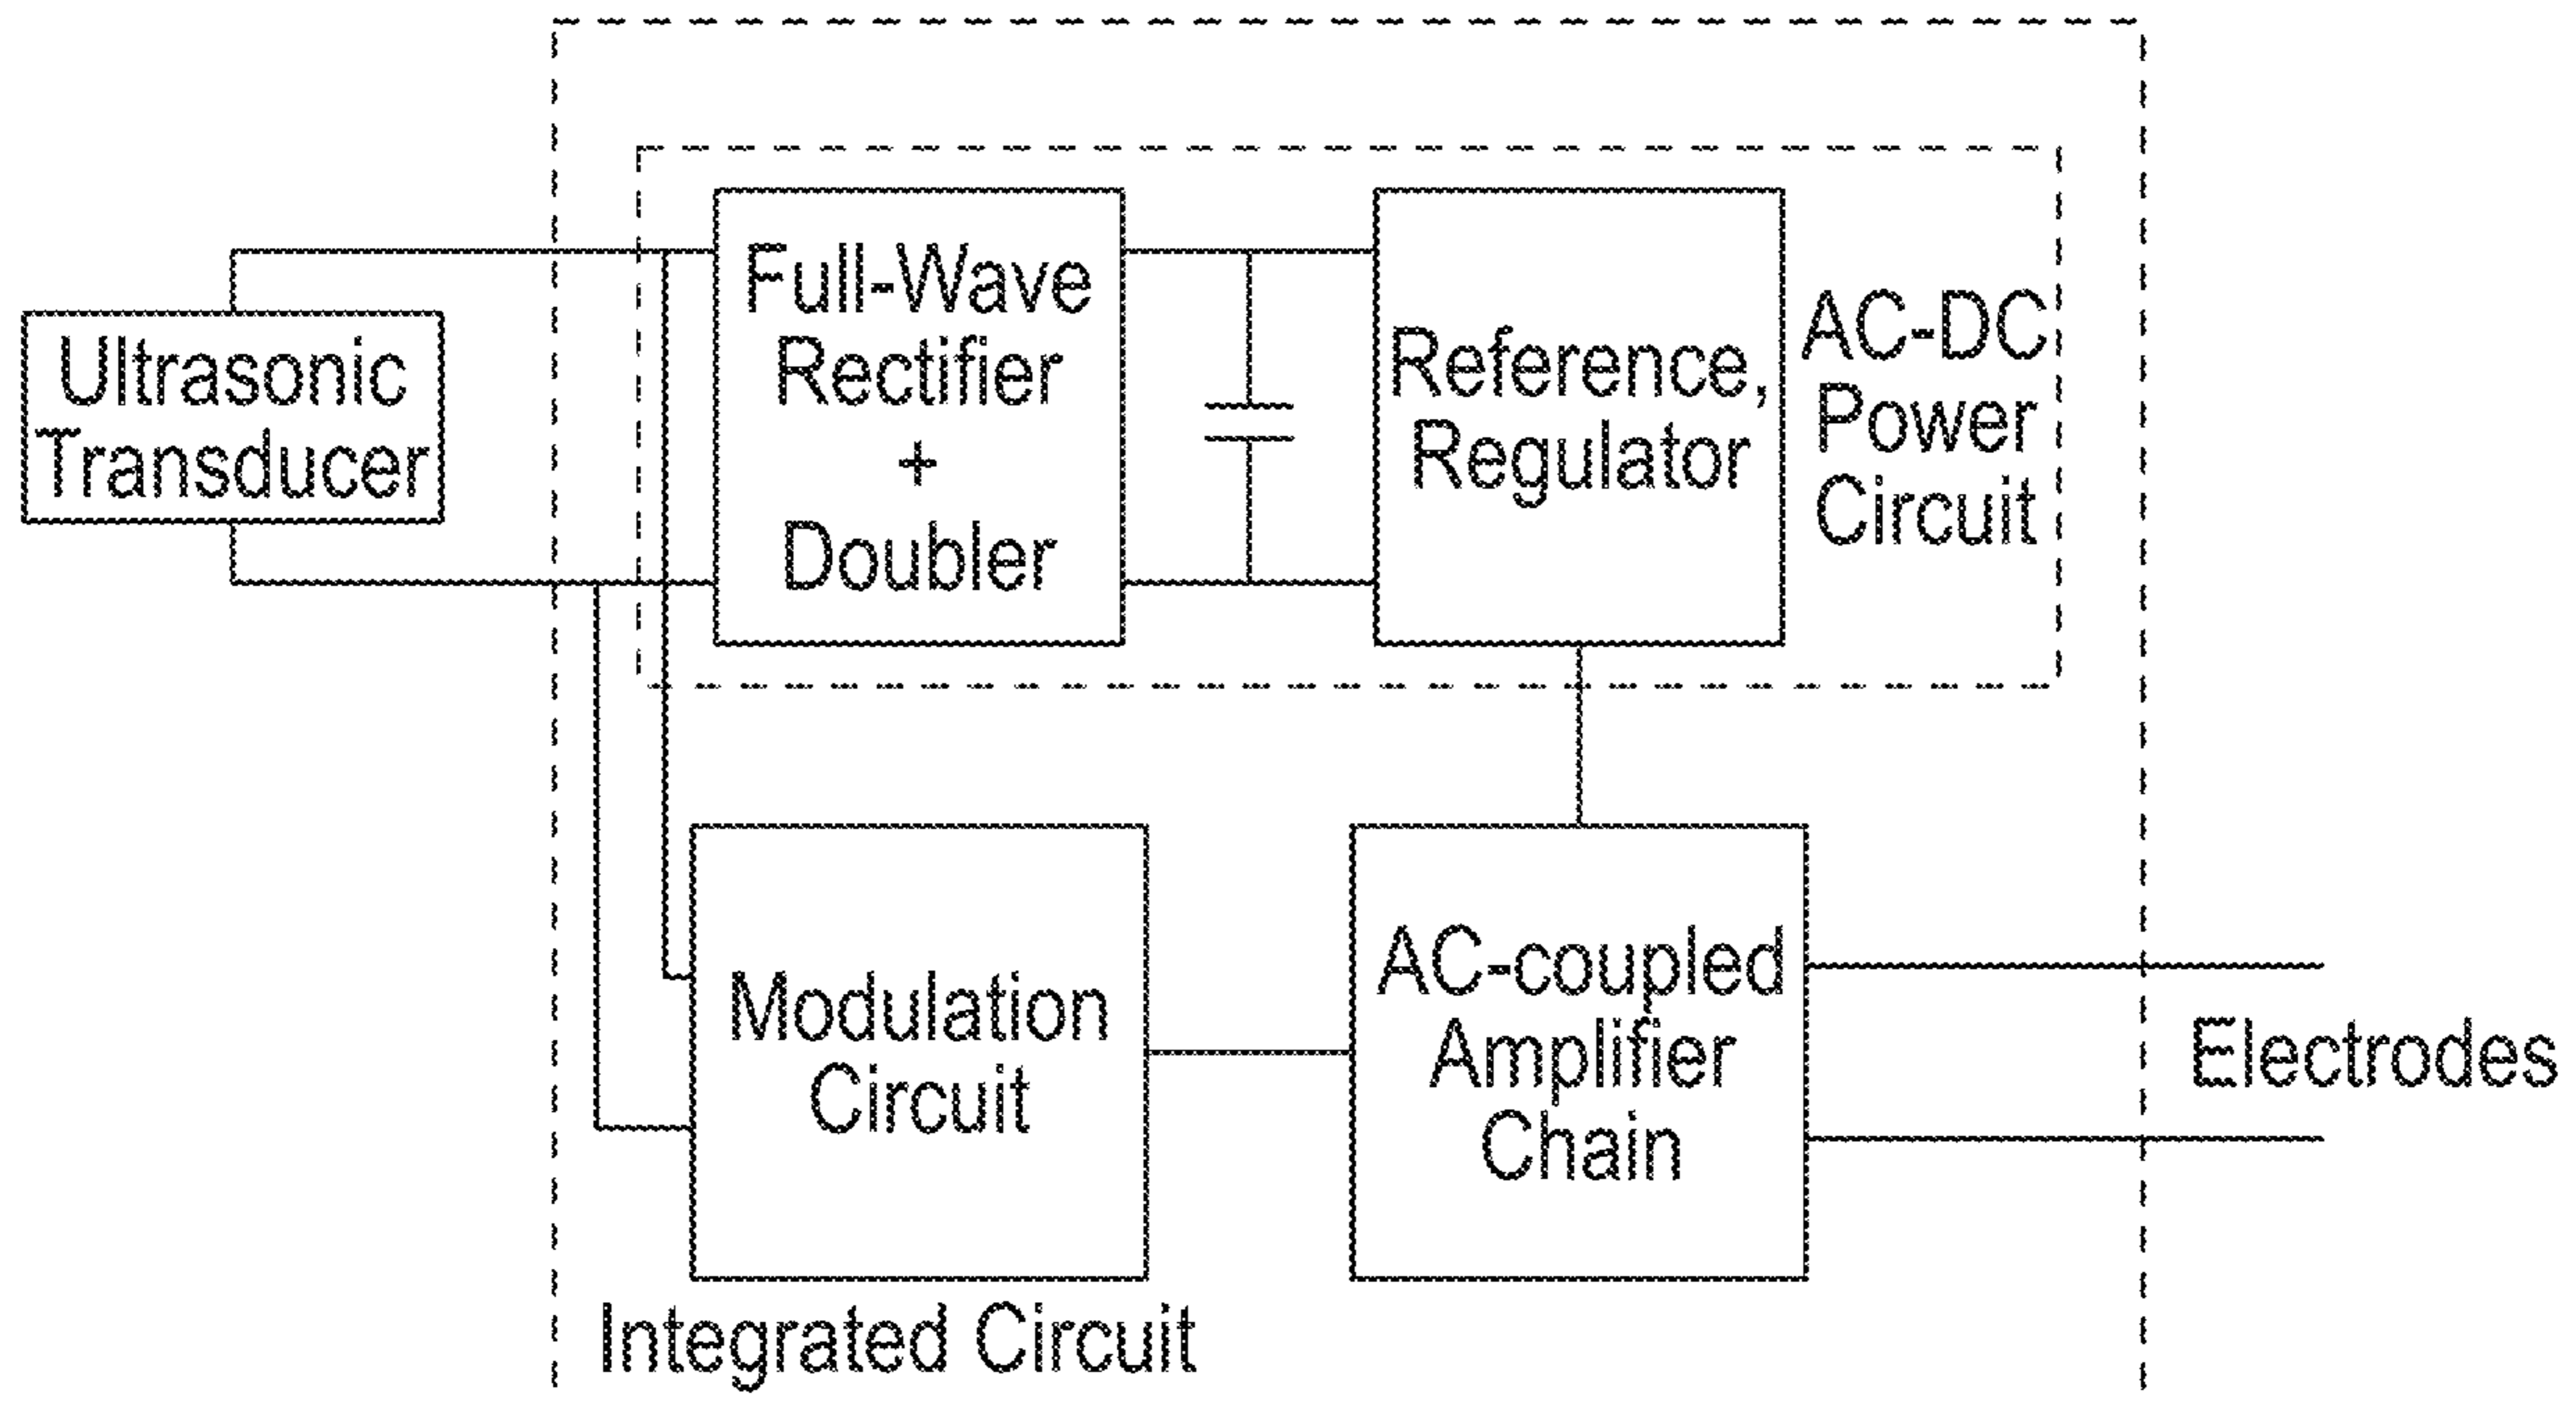 Ultrasonic
Transducer
Full-Wave
Rectifier
+
Doubler
Reference,
Regulator
AC-DC
Power
Circuit
Modulation
Circuit
AC-coupled
Amplifier
Chain
Electrodes
Integrated Circuit